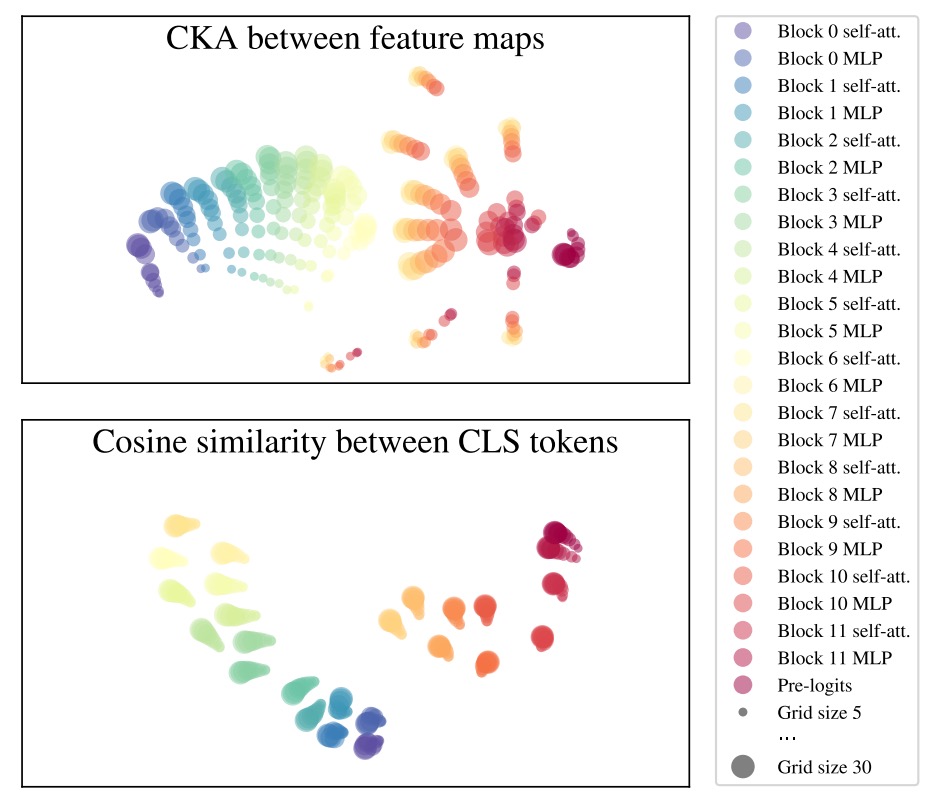 CKA between feature maps
Cosine similarity between CLS tokens
Block 0 self-att.
Block 0 MLP
Block 1 self-att.
Block 1 MLP
Block 2 self-att.
Block 2 MLP
Block 3 self-att.
Block 3 MLP
Block 4 self-att.
Block 4 MLP
Block 5 self-att.
Block 5 MLP
Block 6 self-att.
Block 6 MLP
Block 7 self-att.
Block 7 MLP
Block 8 self-att.
Block 8 MLP
Block 9 self-att.
Block 9 MLP
Block 10 self-att.
Block 10 MLP
Block 11 self-att.
Block 11 MLP
Pre-logits
Grid size 5
...
Grid size 30